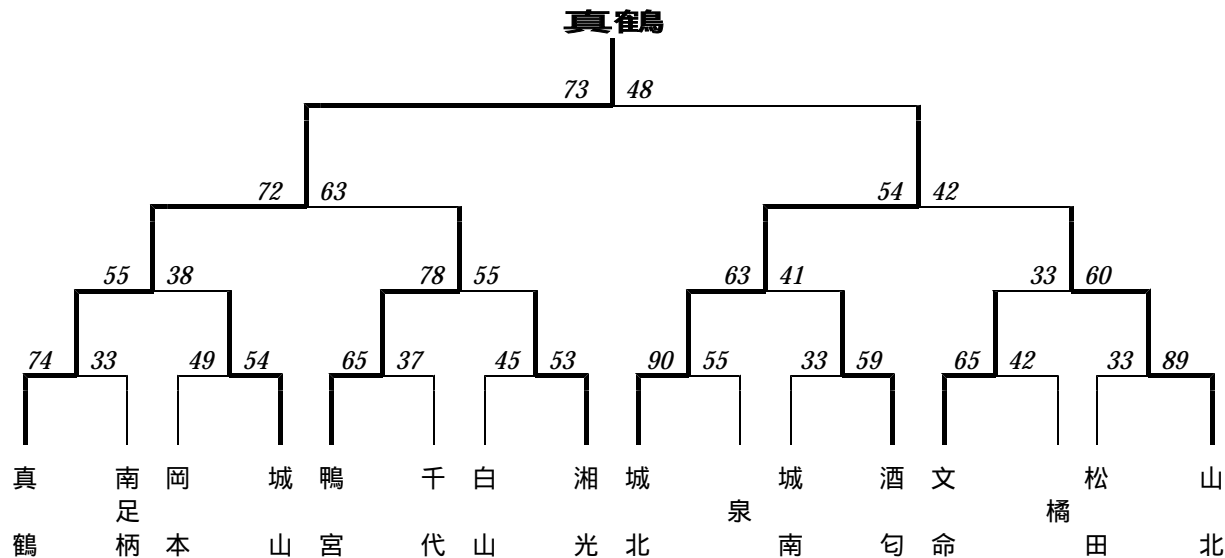 真鶴
73 48
72 63 54 42
55 38 78 55 63 41 33 60
74 33 49 54 65 37 45 53 90 55 33 59 65 42 33 89
真鶴 南足柄 岡本 城山 鴨宮 千代 白山 湘光 城北 泉 城南 酒匂 文命 橘 松田 山北